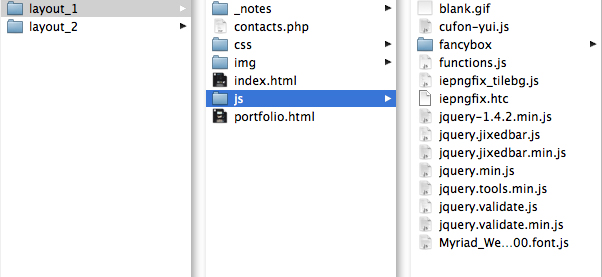 layout_1
layout_2
_notes
contacts.php
css
img
index.html
js
portfolio.html
blank.gif
cufon-yui.js
fancybox
functions.js
iepngfix_tilebg.js
iepngfix.htc
jquery-1.4.2.min.js
jquery.jixedbar.js
jquery.jixedbar.min.js
jquery.min.js
jquery.tools.min.js
jquery.validate.js
jquery.validate.min.js
Myriad_We...00.font.js